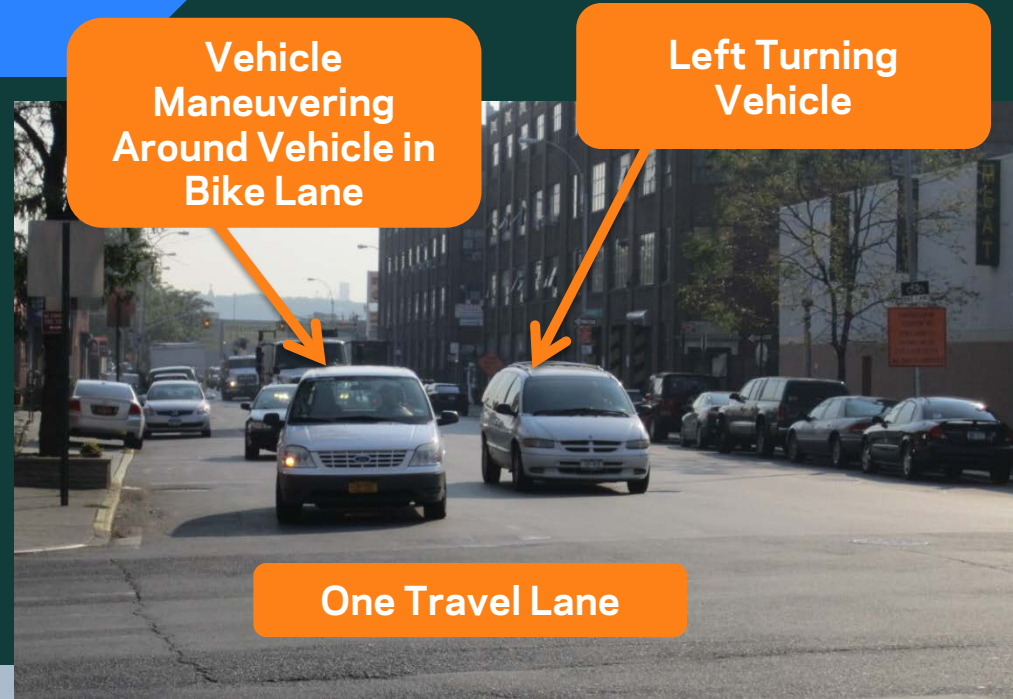 Vehicle
Maneuvering
Around Vehicle in
Bike Lane
Left Turning
Vehicle
One Travel Lane